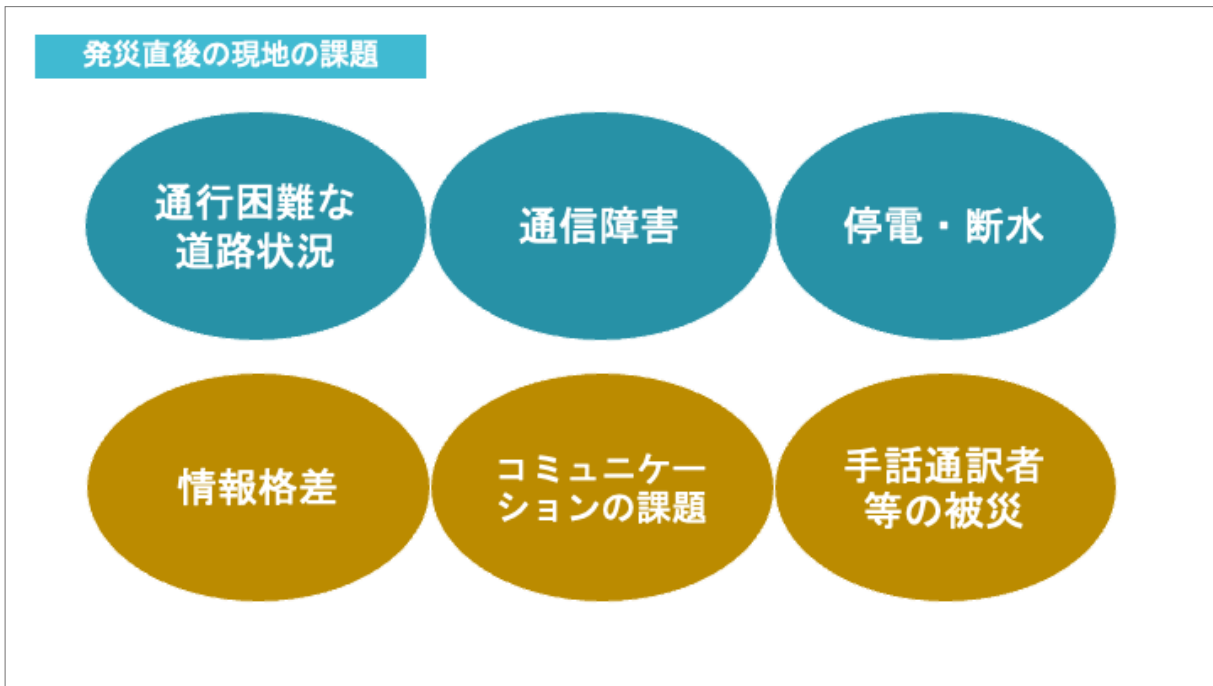 発災直後の現地の課題
通行困難な
道路状況
通信障害
停電・断水
情報格差
コミュニケー
ションの課題
手話通訳者
等の被災